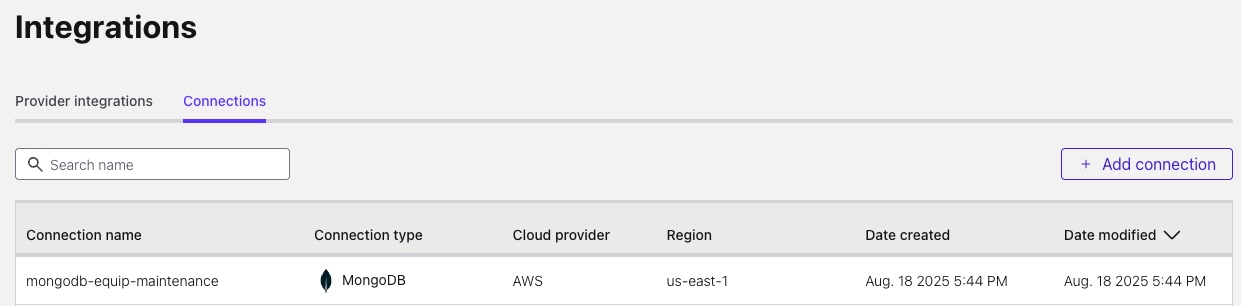 Integrations
Provider integrations Connections
Search name
+ Add connection
Connection name Connection type Cloud provider Region Date created Date modified
mongodb-equip-maintenance MongoDB AWS us-east-1 Aug. 18 2025 5:44 PM Aug. 18 2025 5:44 PM